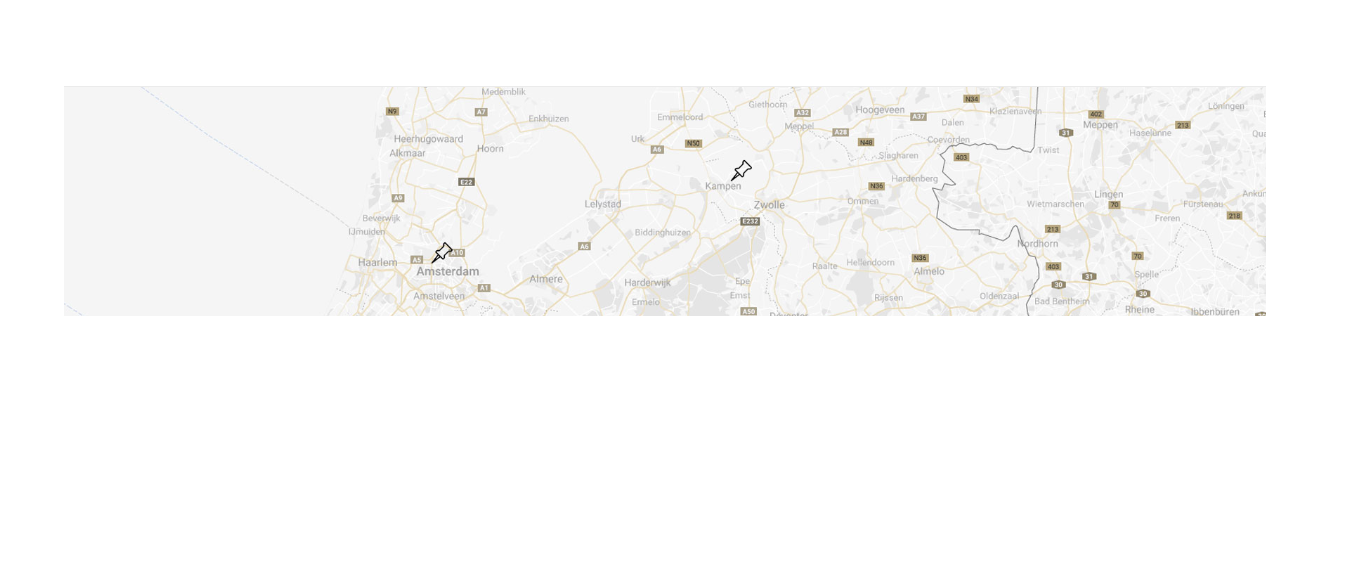 Medemblik
Giethoorn
N34
Löningen
N9
A7
Enkhuizen
Emmeloord
A32
Hoogeveen
A37
Klazienaveen
402
Meppen
213
Haselünne
Meppel
A28
Dalen
31
Heerhugowaard
Hoorn
Urk
N50
A6
N48
Coevorden
Alkmaar
Slagharen
403
Twist
E22
Kampen
N36
Hardenberg
Lingen
A9
Lelystad
Zwolle
Ommen
Wietmarschen
70
Fürstenau
Beverwijk
E232
Freren
218
IJmuiden
Biddinghuizen
213
A6
Nordhorn
A5
A10
Haarlem
Amsterdam
Raalte
Hellendoorn
N36
Almelo
403
70
Spelle
Almere
Harderwijk
Epe
31
30
A1
Amstelveen
Ermelo
Emst
Rijssen
Oldenzaal
Bad Bentheim
30
A50
Rheine
Ibbenbüren